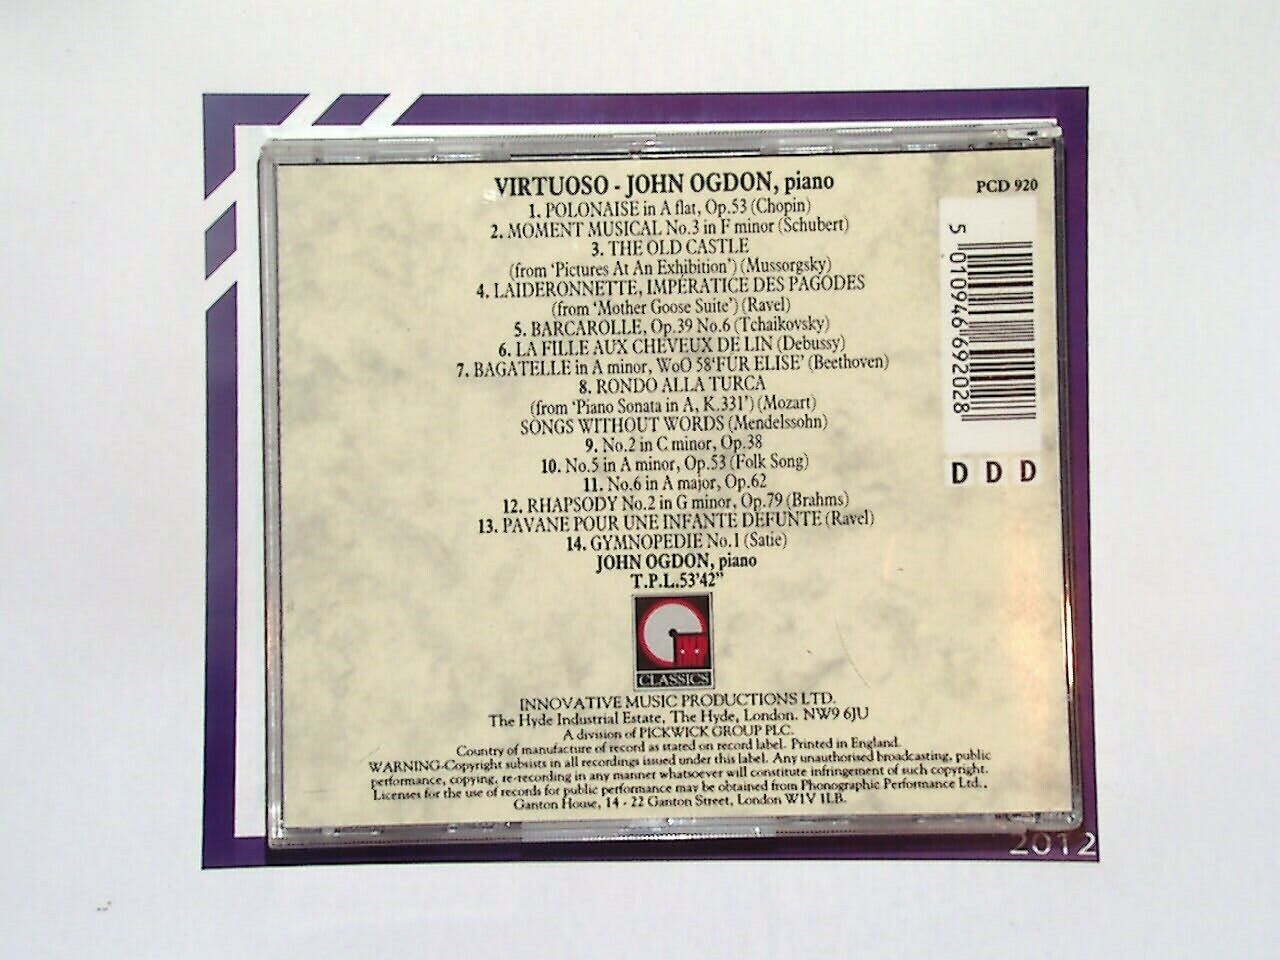 VIRTUOSO - JOHN OGDON, piano
PCD 920
1. POLONAISE in A flat, Op.53 (Chopin)
2. MOMENT MUSICAL No.3 in F minor (Schubert)
3. THE OLD CASTLE
(from 'Pictures At An Exhibition') (Mussorgsky)
4. LAIDERONNETTE, IMPERATICE DES PAGODES
(from 'Mother Goose Suite') (Ravel)
5. BARCAROLLE, Op.39 No.6 (Tchaikovsky)
6. LA FILLE AUX CHEVEUX DE LIN (Debussy)
7. BAGATELLE in A minor, WoO 58'FUR ELISE' (Beethoven)
8. RONDO ALLA TURCA
(from 'Piano Sonata in A, K.331') (Mozart)
SONGS WITHOUT WORDS (Mendelssohn)
9. No.2 in C minor, Op.38
10. No.5 in A minor, Op.53 (Folk Song)
11. No.6 in A major, Op.62
12. RHAPSODY No.2 in G minor, Op.79 (Brahms)
13. PAVANE POUR UNE INFANTE DEFUNTE (Ravel)
14. GYMNOPEDIE No.1 (Satie)
JOHN OGDON, piano
T.P.L.53'42"
5 010946 692028
D D D
CLASSICS
INNOVATIVE MUSIC PRODUCTIONS LTD.
The Hyde Industrial Estate, The Hyde, London. NW9 6JU
A division of PICKWICK GROUP PLC.
Country of manufacture of record as stated on record label. Printed in England.
WARNING-Copyright subsists in all recordings issued under this label. Any unauthorised broadcasting, public
performance, copying, re-recording in any manner whatsoever will constitute infringement of such copyright.
Licenses for the use of records for public performance may be obtained from Phonographic Performance Ltd..
Ganton House, 14 - 22 Ganton Street, London W1V 1LB.
2012